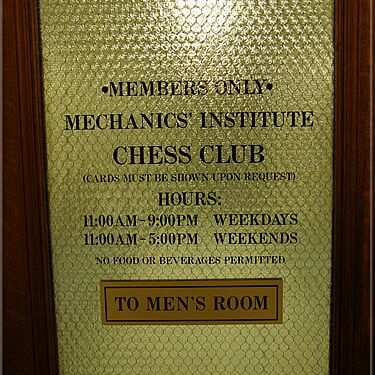 •MEMBERS ONLY•
MECHANICS' INSTITUTE
CHESS CLUB
(CARDS MUST BE SHOWN UPON REQUEST)
HOURS:
11:00AM-9:00PM WEEKDAYS
11:00AM-5:00PM WEEKENDS
NO FOOD OR BEVERAGES PERMITTED
TO MEN'S ROOM